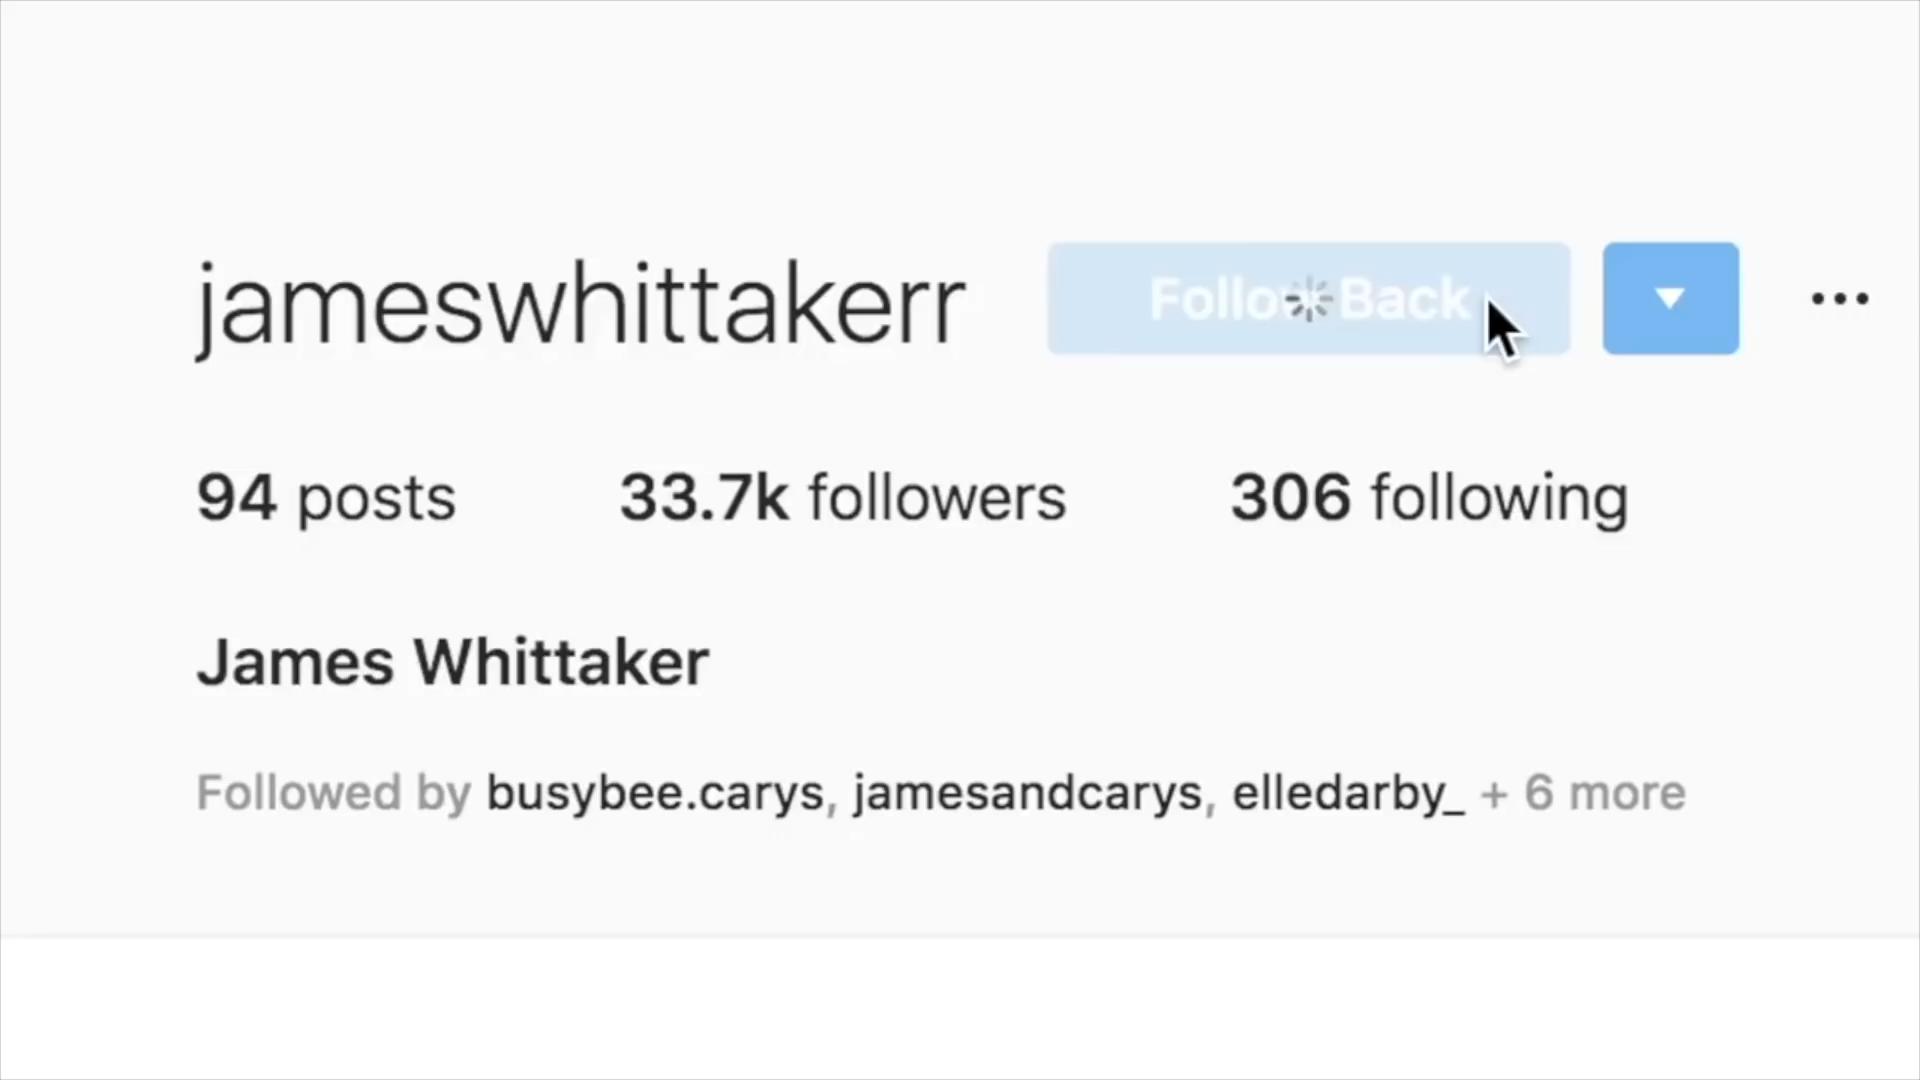 jameswhittakerr Follow Back
94 posts 33.7k followers 306 following
James Whittaker
Followed by busybee.carys, jamesandcarys, elledarby_ + 6 more